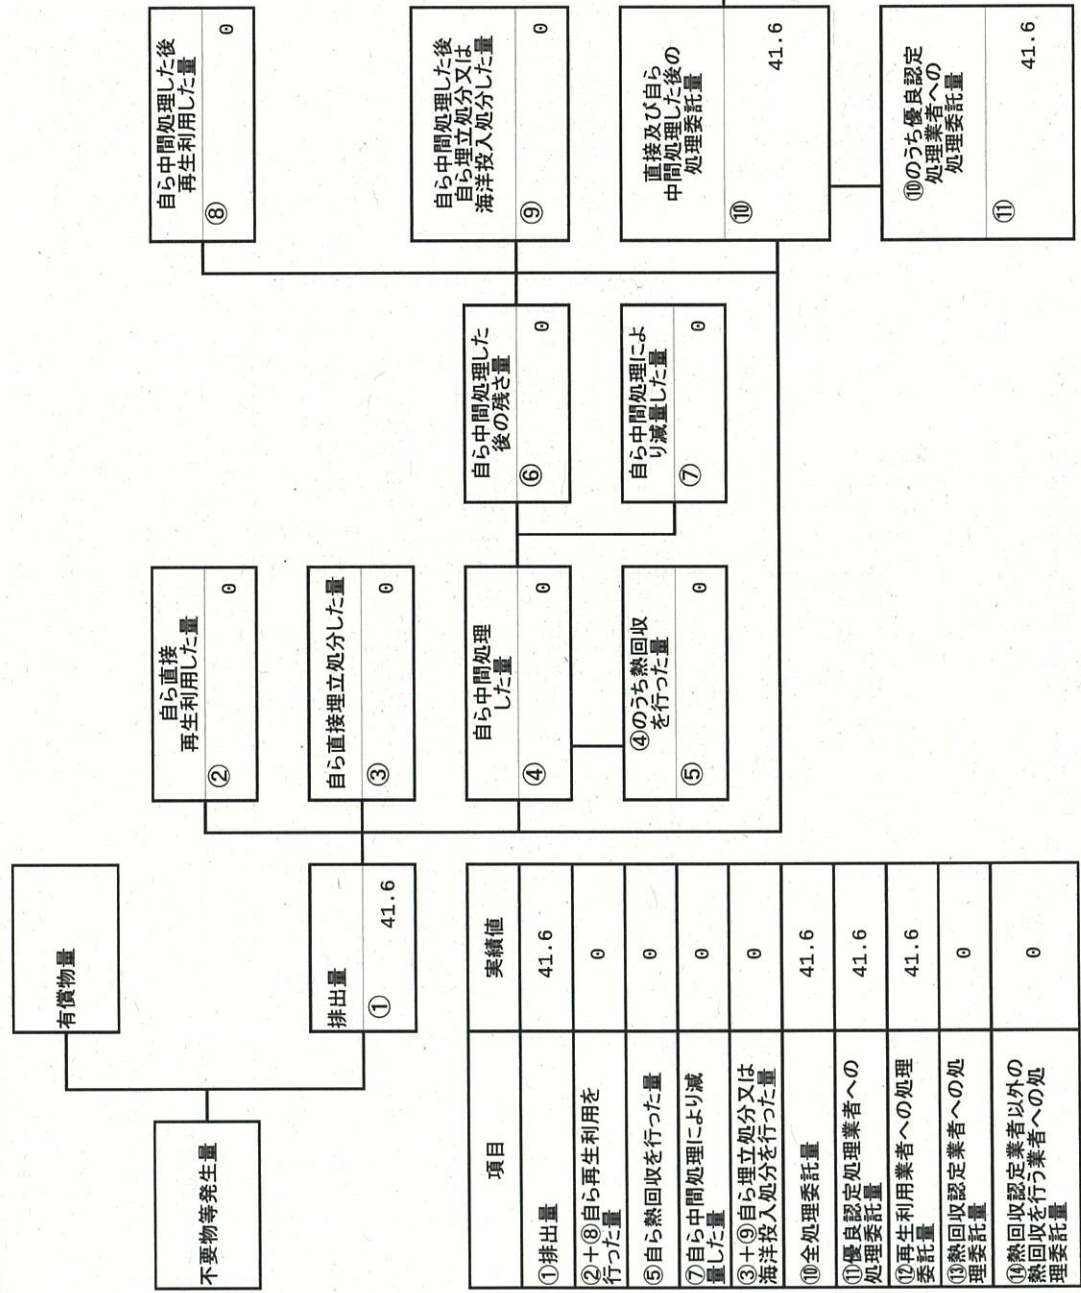 不要物等発生量
有償物量
排出量
①
41.6
自ら直接
再生利用した量
②
0
自ら直接埋立処分した量
③
0
自ら中間処理
した量
④
0
④のうち熱回収
を行った量
⑤
0
自ら中間処理した
後の残さ量
⑥
0
自ら中間処理によ
り減量した量
⑦
0
自ら中間処理した後
再生利用した量
⑧
0
自ら中間処理した後
自ら埋立処分又は
海洋投入処分した量
⑨
0
直接及び自ら
中間処理した後の
処理委託量
⑩
41.6
⑩のうち優良認定
処理業者への
処理委託量
⑪
41.6
項目 実績値
①排出量 41.6
②+⑧自ら再生利用を
行った量
0
⑤自ら熱回収を行った量 0
⑦自ら中間処理により減
量した量
0
③+⑨自ら埋立処分又は
海洋投入処分を行った量
0
⑩全処理委託量 41.6
⑪優良認定処理業者への
処理委託量
41.6
⑫再生利用業者への処理
委託量
41.6
⑬熱回収認定業者への処
理委託量
0
⑭熱回収認定業者以外の
熱回収を行う業者への処
理委託量
0